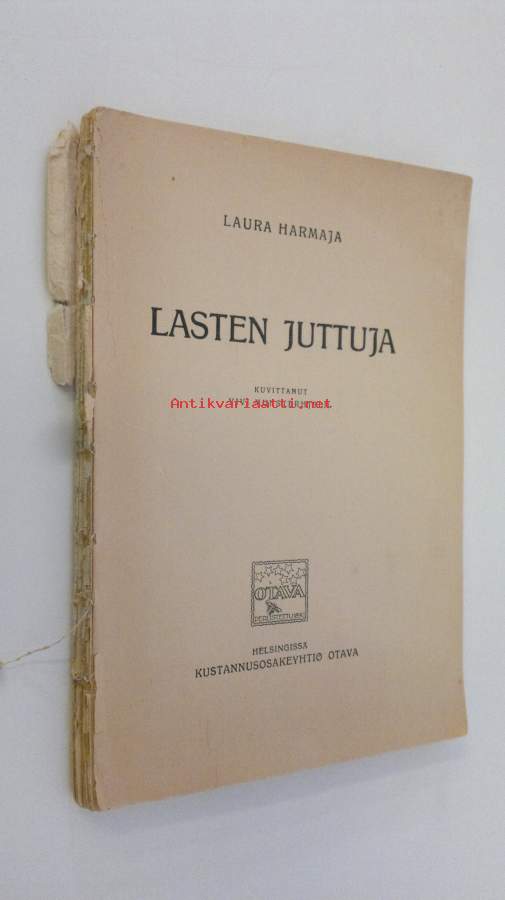 LAURA HARMAJA
LASTEN JUTTUJA
KUVITTANUT
Antikvariaatti.net
OTAVA
HELSINGISSÄ
KUSTANNUSOSAKEYHTIÖ OTAVA